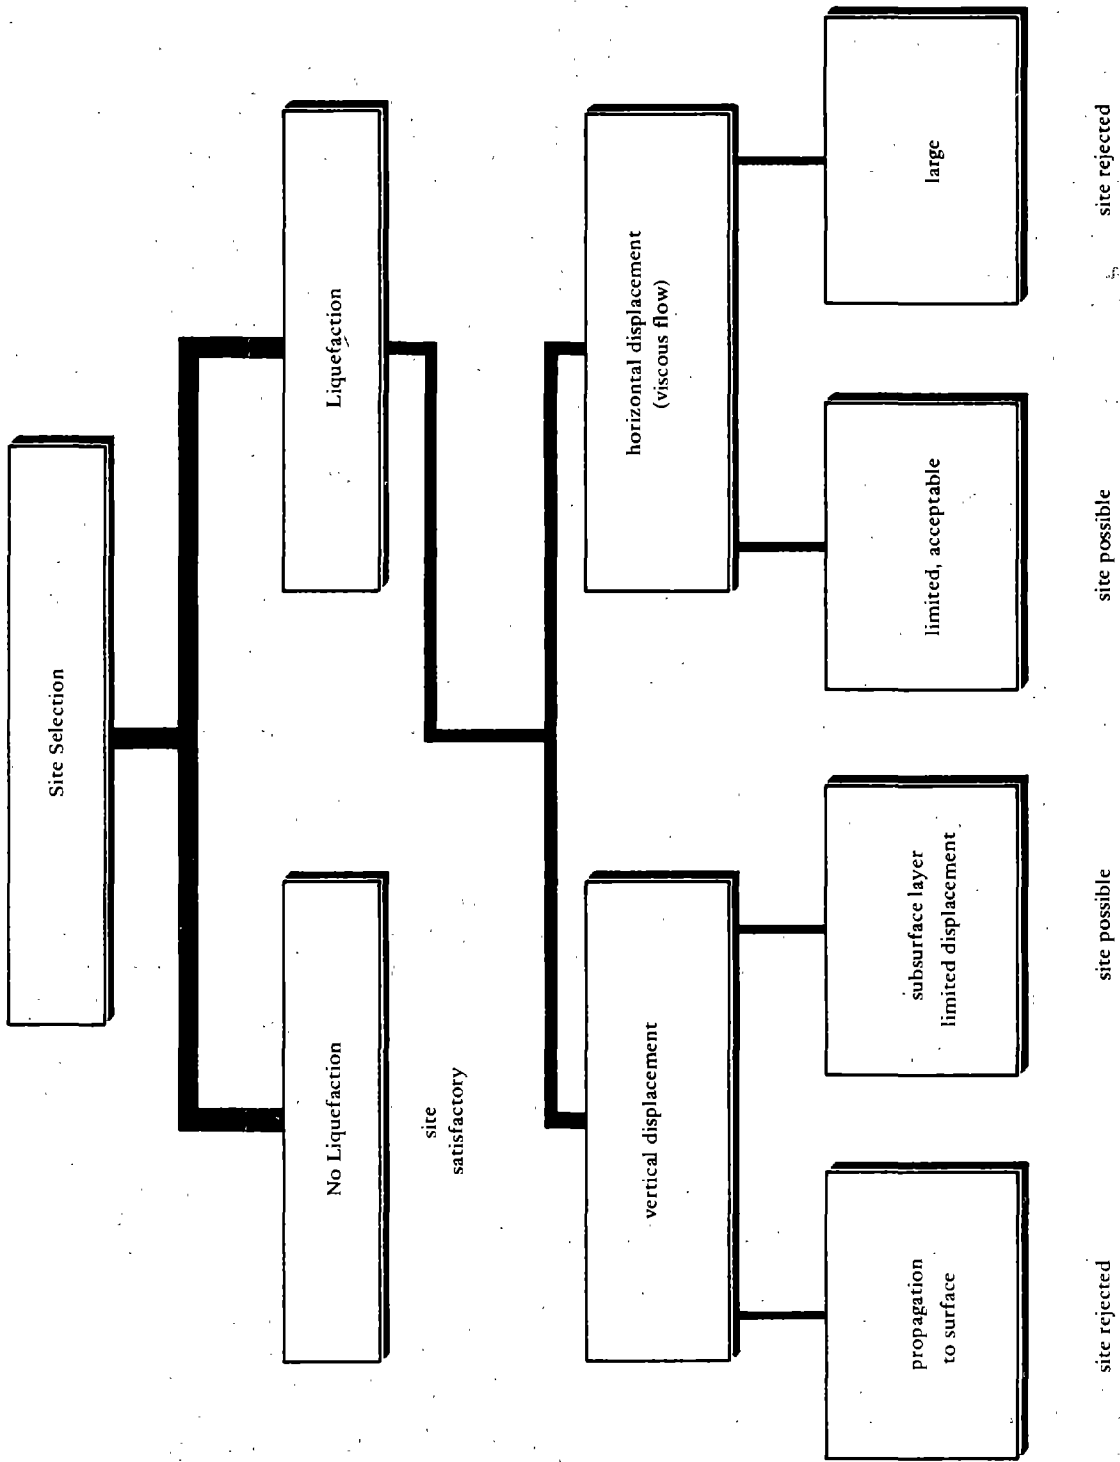 Site Selection
No Liquefaction
Liquefaction
site
satisfactory
vertical displacement
horizontal displacement
(viscous flow)
propagation
to surface
subsurface layer
limited displacement
limited, acceptable
large
site rejected
site possible
site possible
site rejected